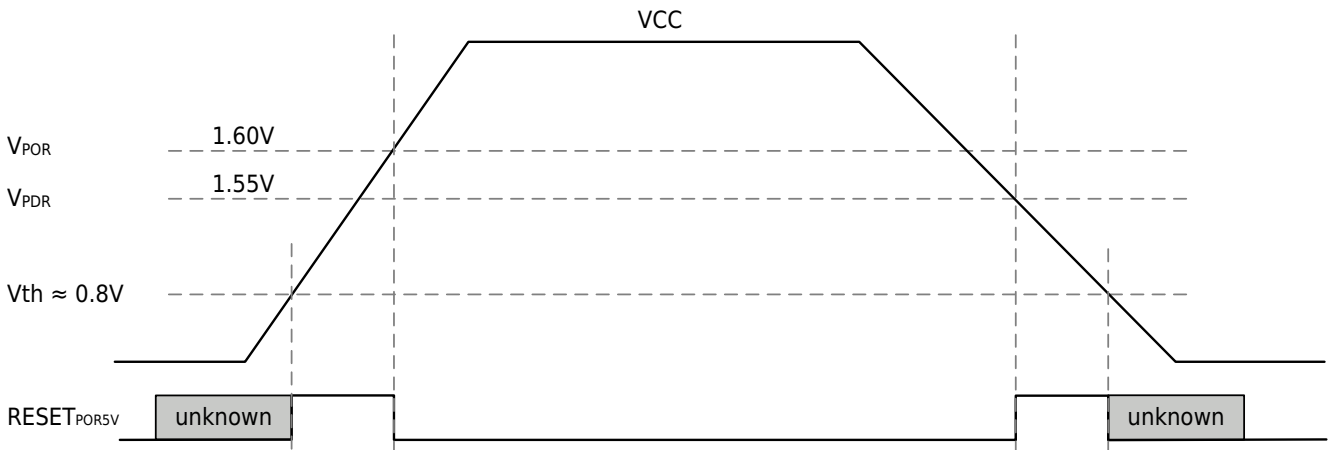 VCC
VPOR 1.60V
VPDR 1.55V
Vth ≈ 0.8V
RESETPOR5V unknown unknown